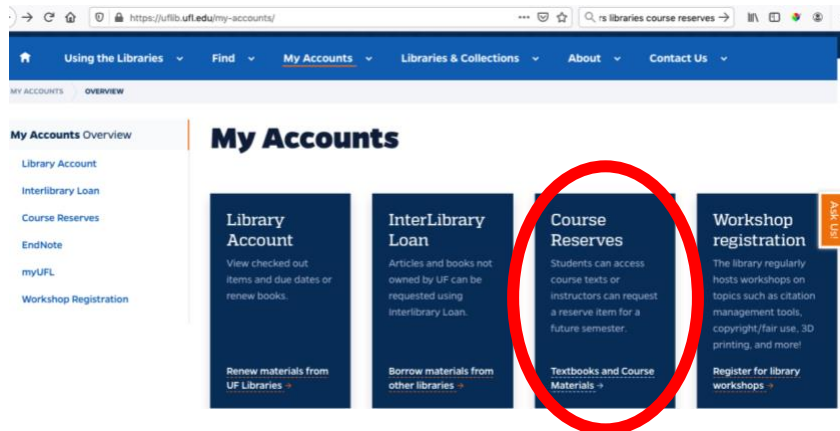 https://uflib.ufl.edu/my-accounts/
rs libraries course reserves
Using the Libraries Find My Accounts Libraries & Collections About Contact Us
MY ACCOUNTS OVERVIEW
My Accounts Overview
Library Account
Interlibrary Loan
Course Reserves
EndNote
myUFL
Workshop Registration
My Accounts
Library
Account
View checked out
items and due dates or
renew books.
Renew materials from
UF Libraries →
InterLibrary
Loan
Articles and books not
owned by UF can be
requested using
Interlibrary Loan.
Borrow materials from
other libraries →
Course
Reserves
Students can access
course texts or
instructors can request
a reserve item for a
future semester.
Textbooks and Course
Materials →
Workshop
registration
The library regularly
hosts workshops on
topics such as citation
management tools,
copyright/fair use, 3D
printing, and more!
Register for library
workshops →
Ask Us!